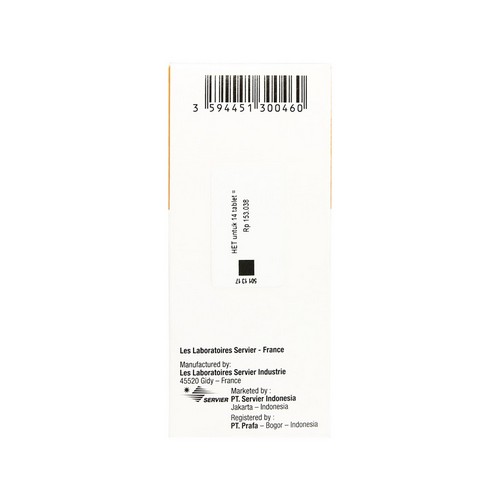 3 594451 300460
HET untuk 14 tablet =
Rp 153.038
501 13 17
Les Laboratoires Servier - France
Manufactured by:
Les Laboratoires Servier Industrie
45520 Gidy – France
SERVIER
Marketed by :
PT. Servier Indonesia
Jakarta – Indonesia
Registered by :
PT. Prafa – Bogor – Indonesia